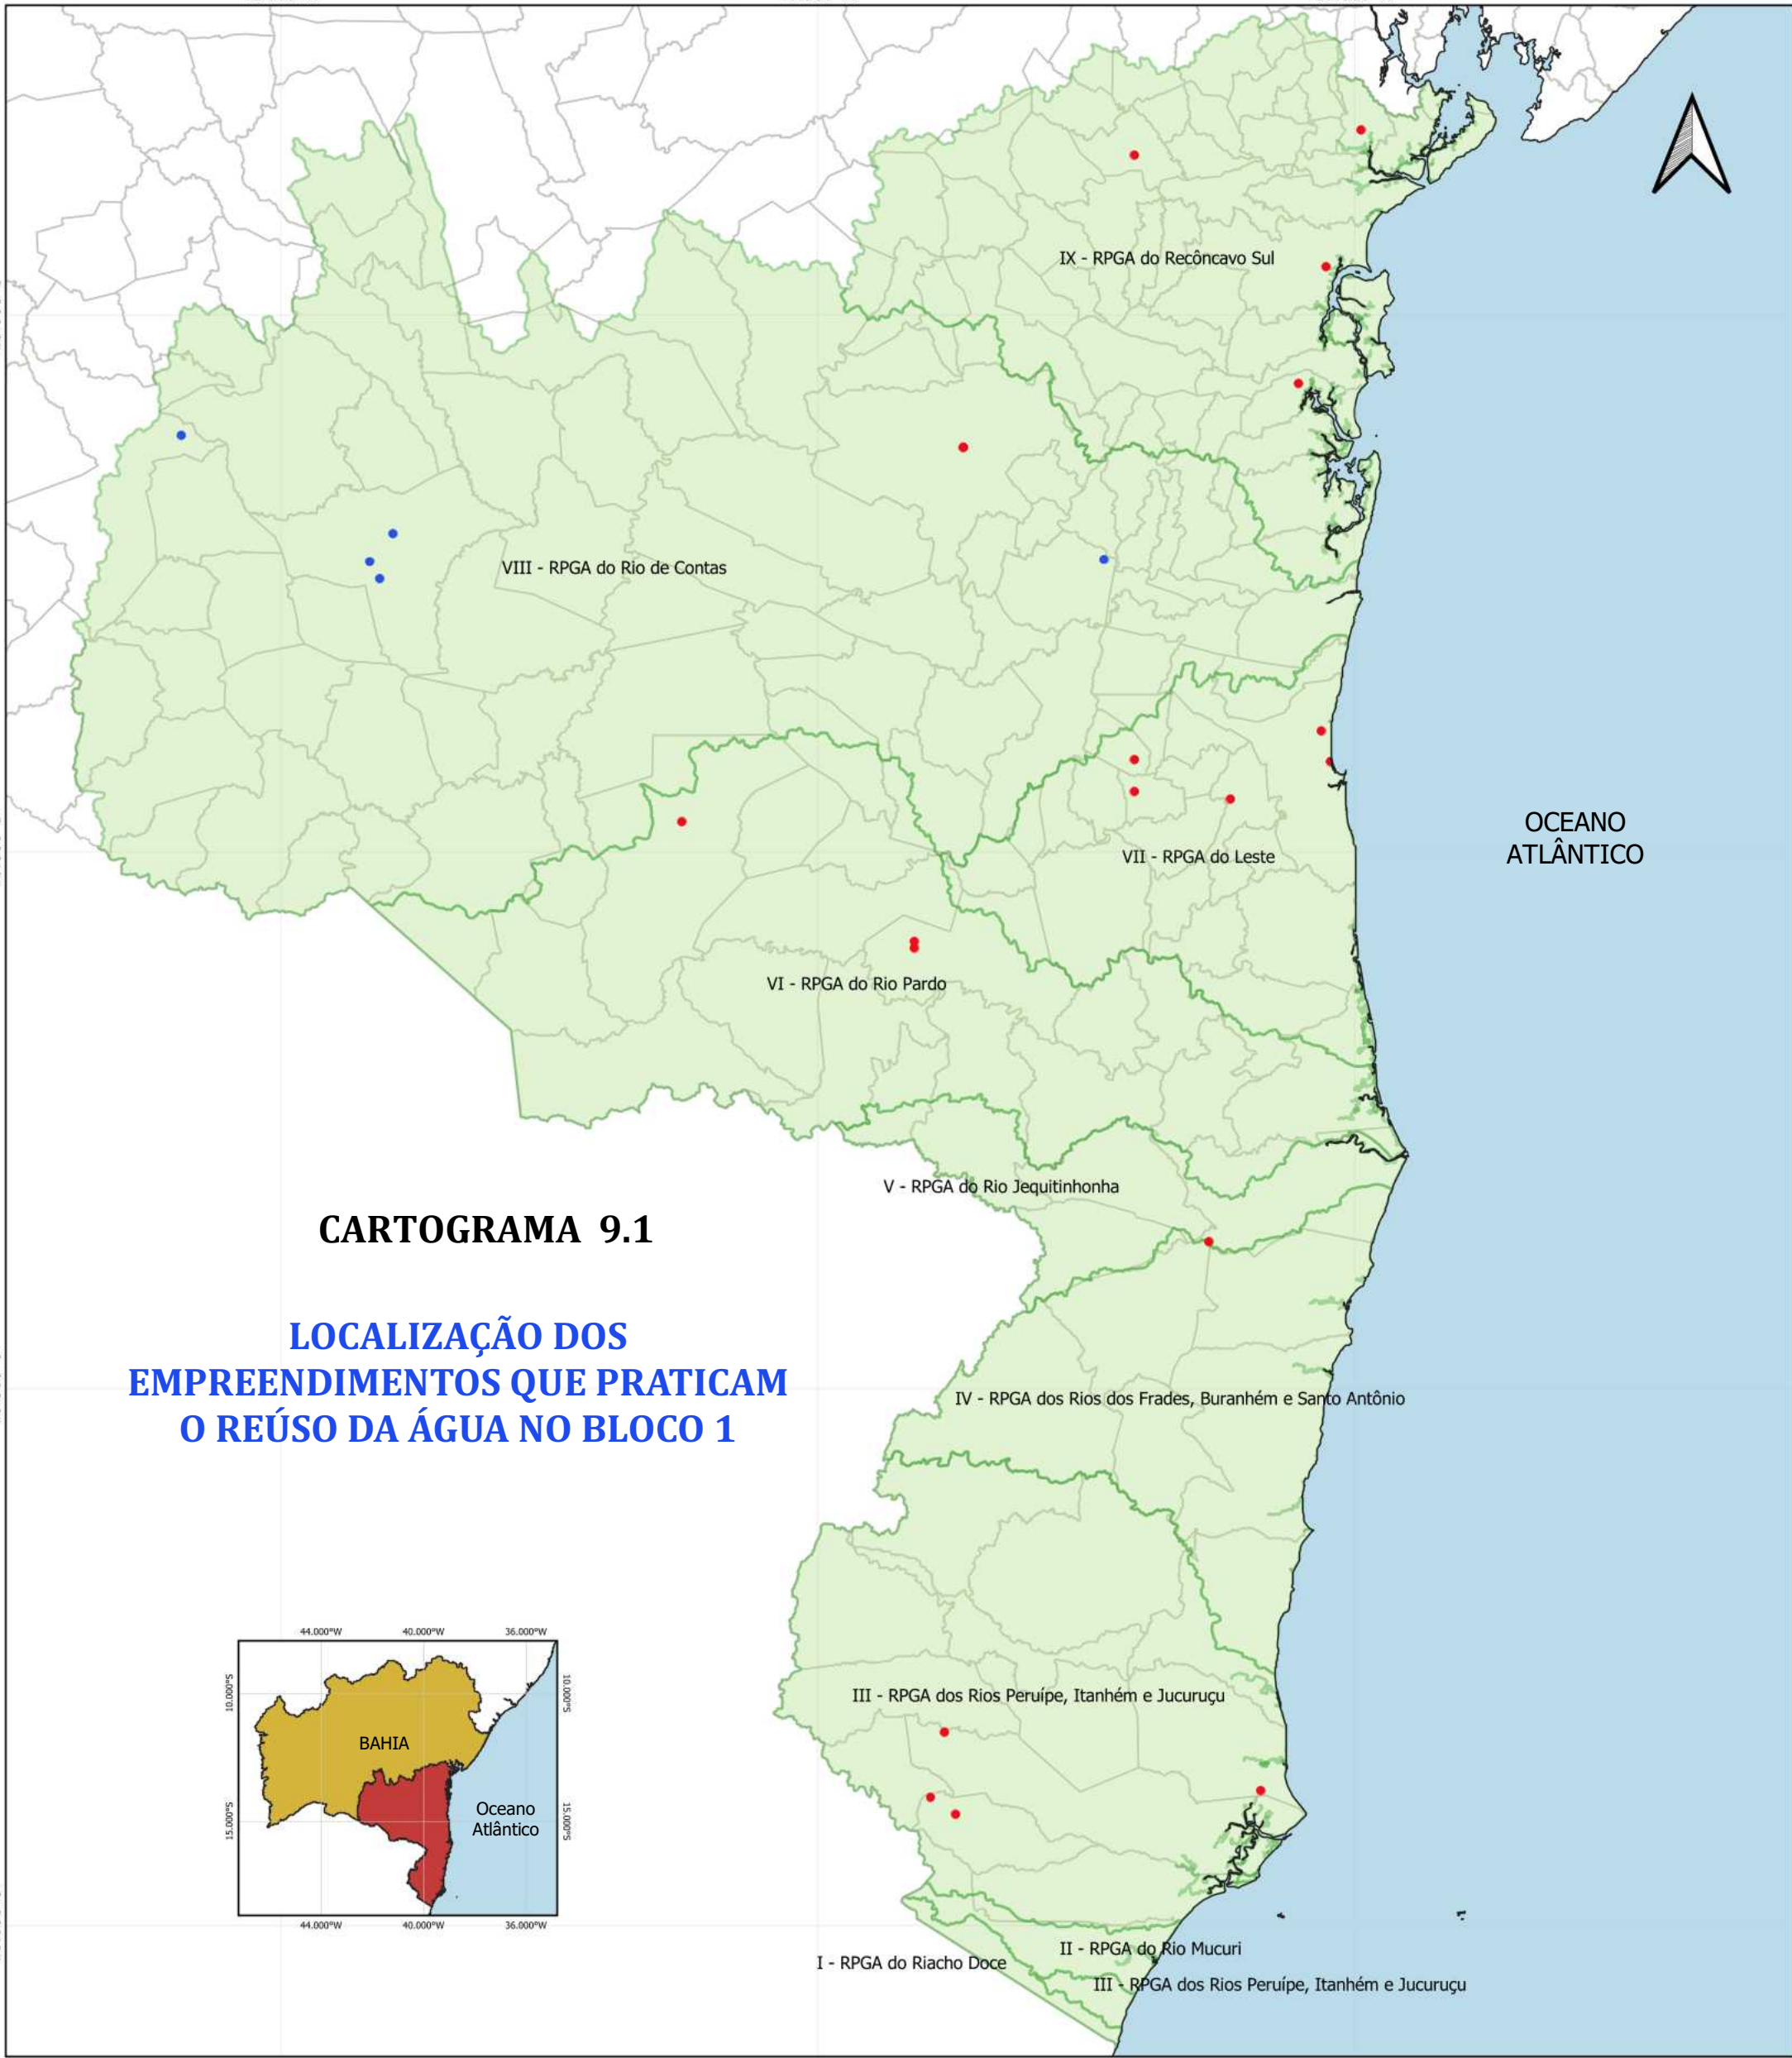 IX - RPGA do Recôncavo Sul
VIII - RPGA do Rio de Contas
OCEANO
ATLÂNTICO
VII - RPGA do Leste
VI - RPGA do Rio Pardo
V - RPGA do Rio Jequitinhonha
CARTOGRAMA 9.1
LOCALIZAÇÃO DOS
EMPREENDIMENTOS QUE PRATICAM
O REÚSO DA ÁGUA NO BLOCO 1
IV - RPGA dos Rios dos Frades, Buranhém e Santo Antônio
III - RPGA dos Rios Peruípe, Itanhém e Jucuruçu
44.000°W 40.000°W 36.000°W
10.000°S
10.000°S
BAHIA
Oceano
Atlântico
15.000°S
15.000°S
44.000°W 40.000°W 36.000°W
II - RPGA do Rio Mucuri
I - RPGA do Riacho Doce
III - RPGA dos Rios Peruípe, Itanhém e Jucuruçu